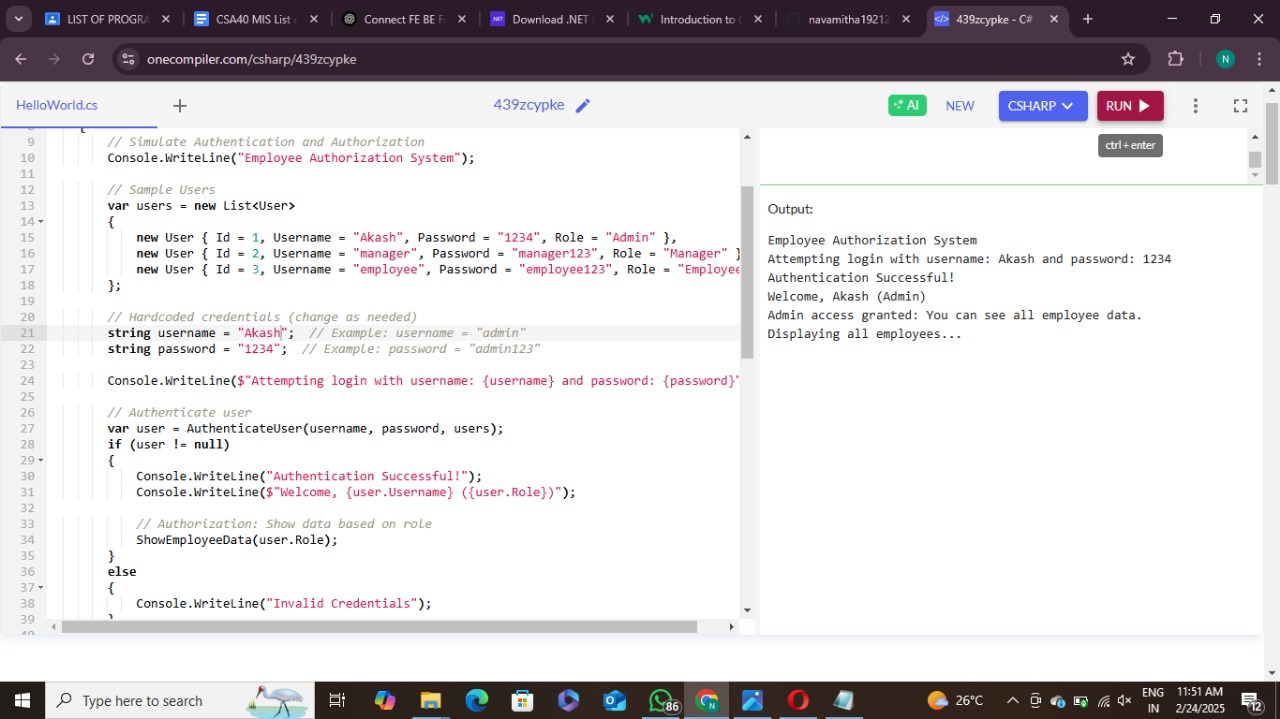 LIST OF PROGRA
CSA40 MIS List
Connect FE BE F
Download .NET
Introduction to
navamitha19212
439zcypke - C#
onecompiler.com/csharp/439zcypke
N
HelloWorld.cs
439zcypke
AI
NEW
CSHARP
RUN
ctrl+enter
9 // Simulate Authentication and Authorization
10 Console.WriteLine("Employee Authorization System");
11
12 // Sample Users
13 var users = new List<User>
14 {
15 new User { Id = 1, Username = "Akash", Password = "1234", Role = "Admin" },
16 new User { Id = 2, Username = "manager", Password = "manager123", Role = "Manager" }
17 new User { Id = 3, Username = "employee", Password = "employee123", Role = "Employee
18 };
19
20 // Hardcoded credentials (change as needed)
21 string username = "Akash"; // Example: username = "admin"
22 string password = "1234"; // Example: password = "admin123"
23
24 Console.WriteLine($"Attempting login with username: {username} and password: {password}"
25
26 // Authenticate user
27 var user = AuthenticateUser(username, password, users);
28 if (user != null)
29 {
30 Console.WriteLine("Authentication Successful!");
31 Console.WriteLine($"Welcome, {user.Username} ({user.Role})");
32
33 // Authorization: Show data based on role
34 ShowEmployeeData(user.Role);
35 }
36 else
37 {
38 Console.WriteLine("Invalid Credentials");
39 }
Output:
Employee Authorization System
Attempting login with username: Akash and password: 1234
Authentication Successful!
Welcome, Akash (Admin)
Admin access granted: You can see all employee data.
Displaying all employees...
Type here to search
86
N
26°C
ENG
IN
11:51 AM
2/24/2025
12